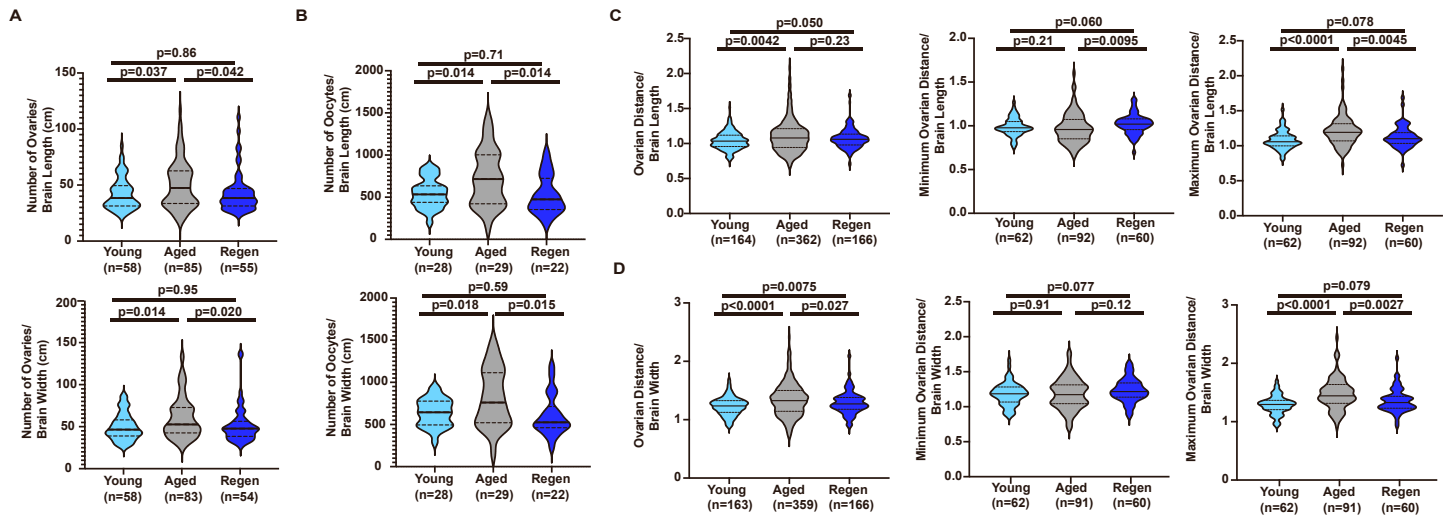 A
p=0.86
p=0.037
p=0.042
Number of Ovaries/
Brain Length (cm)
150
100
50
0
Young
Aged
Regen
(n=58)
(n=85)
(n=55)
p=0.95
p=0.014
p=0.020
Number of Ovaries/
Brain Width (cm)
200
150
100
50
0
Young
Aged
Regen
(n=58)
(n=83)
(n=54)
B
p=0.71
p=0.014
p=0.014
Number of Oocytes/
Brain Length (cm)
2000
1500
1000
500
0
Young
Aged
Regen
(n=28)
(n=29)
(n=22)
p=0.59
p=0.018
p=0.015
Number of Oocytes/
Brain Width (cm)
2000
1500
1000
500
0
Young
Aged
Regen
(n=28)
(n=29)
(n=22)
C
p=0.050
p=0.0042
p=0.23
Ovarian Distance/
Brain Length
2.5
2.0
1.5
1.0
0.5
0.0
Young
Aged
Regen
(n=164)
(n=362)
(n=166)
p=0.060
p=0.21
p=0.0095
Minimum Ovarian Distance/
Brain Length
2.0
1.5
1.0
0.5
0.0
Young
Aged
Regen
(n=62)
(n=92)
(n=60)
p=0.078
p<0.0001
p=0.0045
Maximum Ovarian Distance/
Brain Length
2.5
2.0
1.5
1.0
0.5
0.0
Young
Aged
Regen
(n=62)
(n=92)
(n=60)
D
p=0.0075
p<0.0001
p=0.027
Ovarian Distance/
Brain Width
3
2
1
0
Young
Aged
Regen
(n=163)
(n=359)
(n=166)
p=0.077
p=0.91
p=0.12
Minimum Ovarian Distance/
Brain Width
2.5
2.0
1.5
1.0
0.5
0.0
Young
Aged
Regen
(n=62)
(n=91)
(n=60)
p=0.079
p<0.0001
p=0.0027
Maximum Ovarian Distance/
Brain Width
3
2
1
0
Young
Aged
Regen
(n=62)
(n=91)
(n=60)